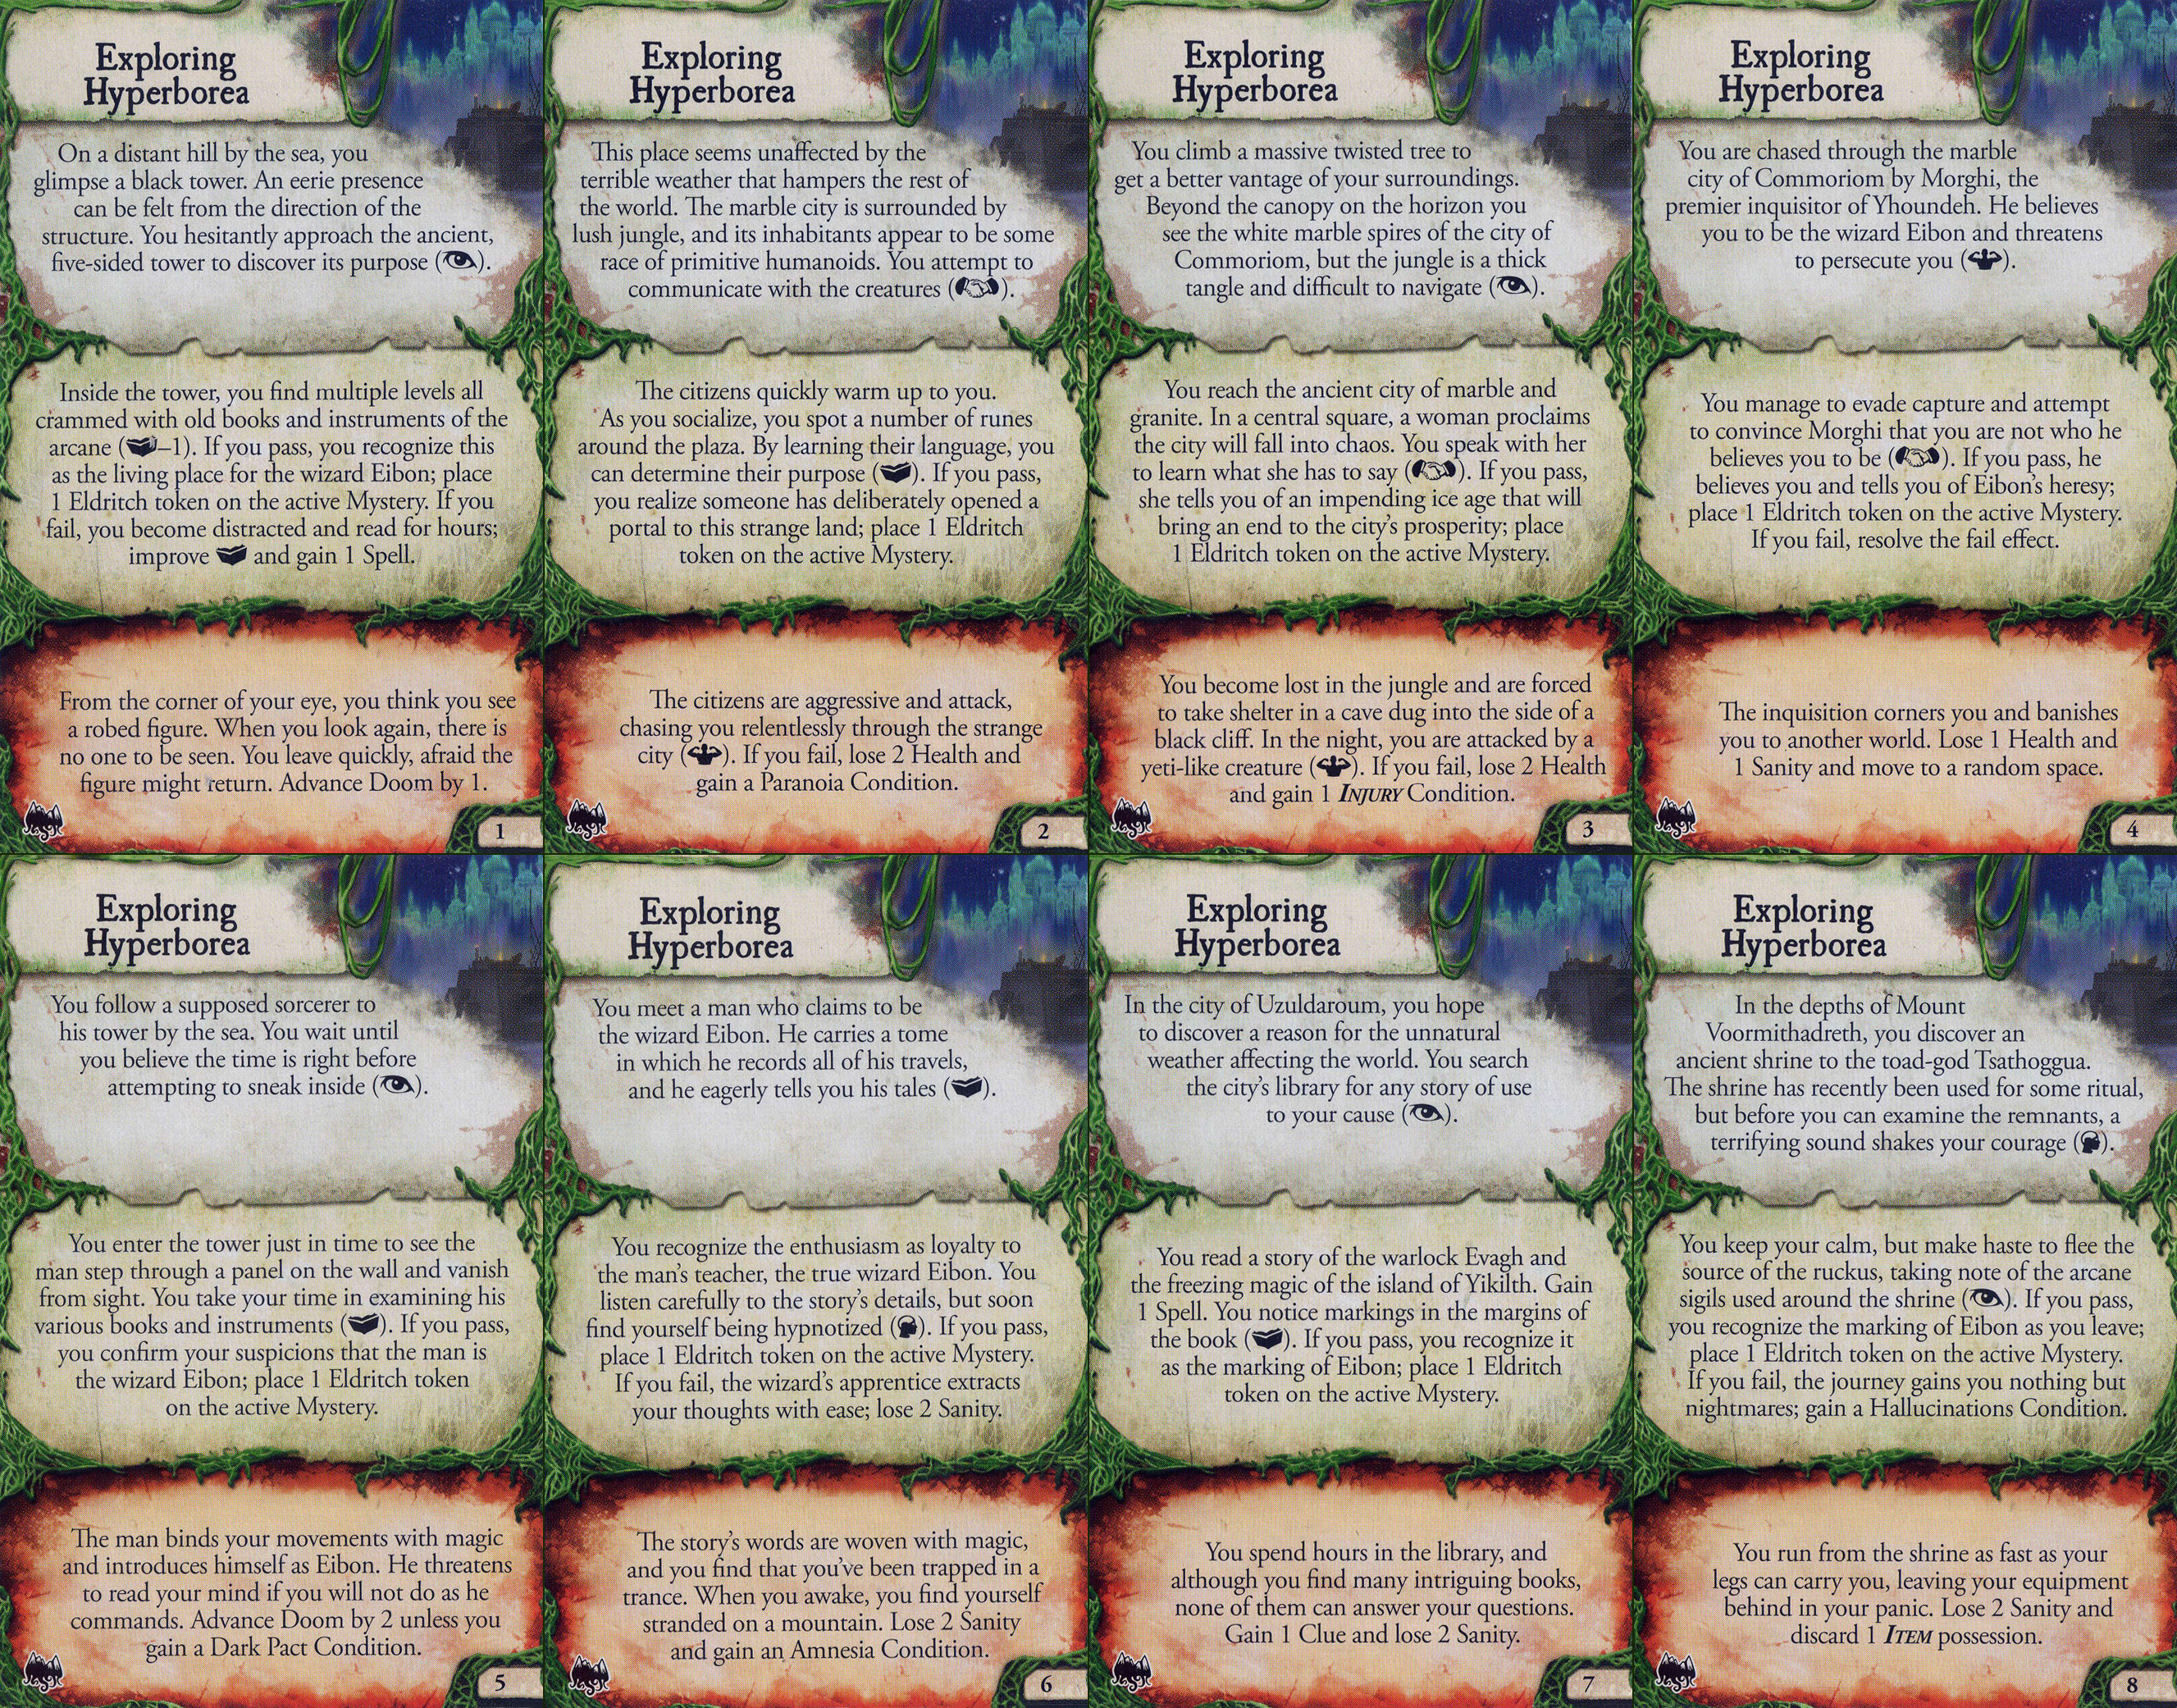 Exploring
Hyperborea
On a distant hill by the sea, you
glimpse a black tower. An eerie presence
can be felt from the direction of the
structure. You hesitantly approach the ancient,
five-sided tower to discover its purpose ( ).
Inside the tower, you find multiple levels all
crammed with old books and instruments of the
arcane ( –1). If you pass, you recognize this
as the living place for the wizard Eibon; place
1 Eldritch token on the active Mystery. If you
fail, you become distracted and read for hours;
improve and gain 1 Spell.
From the corner of your eye, you think you see
a robed figure. When you look again, there is
no one to be seen. You leave quickly, afraid the
figure might return. Advance Doom by 1.
1
Exploring
Hyperborea
This place seems unaffected by the
terrible weather that hampers the rest of
the world. The marble city is surrounded by
lush jungle, and its inhabitants appear to be some
race of primitive humanoids. You attempt to
communicate with the creatures ( ).
The citizens quickly warm up to you.
As you socialize, you spot a number of runes
around the plaza. By learning their language, you
can determine their purpose ( ). If you pass,
you realize someone has deliberately opened a
portal to this strange land; place 1 Eldritch
token on the active Mystery.
The citizens are aggressive and attack,
chasing you relentlessly through the strange
city ( ). If you fail, lose 2 Health and
gain a Paranoia Condition.
2
Exploring
Hyperborea
You climb a massive twisted tree to
get a better vantage of your surroundings.
Beyond the canopy on the horizon you
see the white marble spires of the city of
Commoriom, but the jungle is a thick
tangle and difficult to navigate ( ).
You reach the ancient city of marble and
granite. In a central square, a woman proclaims
the city will fall into chaos. You speak with her
to learn what she has to say ( ). If you pass,
she tells you of an impending ice age that will
bring an end to the city's prosperity; place
1 Eldritch token on the active Mystery.
You become lost in the jungle and are forced
to take shelter in a cave dug into the side of a
black cliff. In the night, you are attacked by a
yeti-like creature ( ). If you fail, lose 2 Health
and gain 1 INJURY Condition.
3
Exploring
Hyperborea
You are chased through the marble
city of Commoriom by Morghi, the
premier inquisitor of Yhoundeh. He believes
you to be the wizard Eibon and threatens
to persecute you ( ).
You manage to evade capture and attempt
to convince Morghi that you are not who he
believes you to be ( ). If you pass, he
believes you and tells you of Eibon's heresy;
place 1 Eldritch token on the active Mystery.
If you fail, resolve the fail effect.
The inquisition corners you and banishes
you to another world. Lose 1 Health and
1 Sanity and move to a random space.
4
Exploring
Hyperborea
You follow a supposed sorcerer to
his tower by the sea. You wait until
you believe the time is right before
attempting to sneak inside ( ).
You enter the tower just in time to see the
man step through a panel on the wall and vanish
from sight. You take your time in examining his
various books and instruments ( ). If you pass,
you confirm your suspicions that the man is
the wizard Eibon; place 1 Eldritch token
on the active Mystery.
The man binds your movements with magic
and introduces himself as Eibon. He threatens
to read your mind if you will not do as he
commands. Advance Doom by 2 unless you
gain a Dark Pact Condition.
5
Exploring
Hyperborea
You meet a man who claims to be
the wizard Eibon. He carries a tome
in which he records all of his travels,
and he eagerly tells you his tales ( ).
You recognize the enthusiasm as loyalty to
the man's teacher, the true wizard Eibon. You
listen carefully to the story's details, but soon
find yourself being hypnotized ( ). If you pass,
place 1 Eldritch token on the active Mystery.
If you fail, the wizard's apprentice extracts
your thoughts with ease; lose 2 Sanity.
The story's words are woven with magic,
and you find that you've been trapped in a
trance. When you awake, you find yourself
stranded on a mountain. Lose 2 Sanity
and gain an Amnesia Condition.
6
Exploring
Hyperborea
In the city of Uzuldaroum, you hope
to discover a reason for the unnatural
weather affecting the world. You search
the city's library for any story of use
to your cause ( ).
You read a story of the warlock Evagh and
the freezing magic of the island of Yikilth. Gain
1 Spell. You notice markings in the margins of
the book ( ). If you pass, you recognize it
as the marking of Eibon; place 1 Eldritch
token on the active Mystery.
You spend hours in the library, and
although you find many intriguing books,
none of them can answer your questions.
Gain 1 Clue and lose 2 Sanity.
7
Exploring
Hyperborea
In the depths of Mount
Voormithadreth, you discover an
ancient shrine to the toad-god Tsathoggua.
The shrine has recently been used for some ritual,
but before you can examine the remnants, a
terrifying sound shakes your courage ( ).
You keep your calm, but make haste to flee the
source of the ruckus, taking note of the arcane
sigils used around the shrine ( ). If you pass,
you recognize the marking of Eibon as you leave;
place 1 Eldritch token on the active Mystery.
If you fail, the journey gains you nothing but
nightmares; gain a Hallucinations Condition.
You run from the shrine as fast as your
legs can carry you, leaving your equipment
behind in your panic. Lose 2 Sanity and
discard 1 ITEM possession.
8